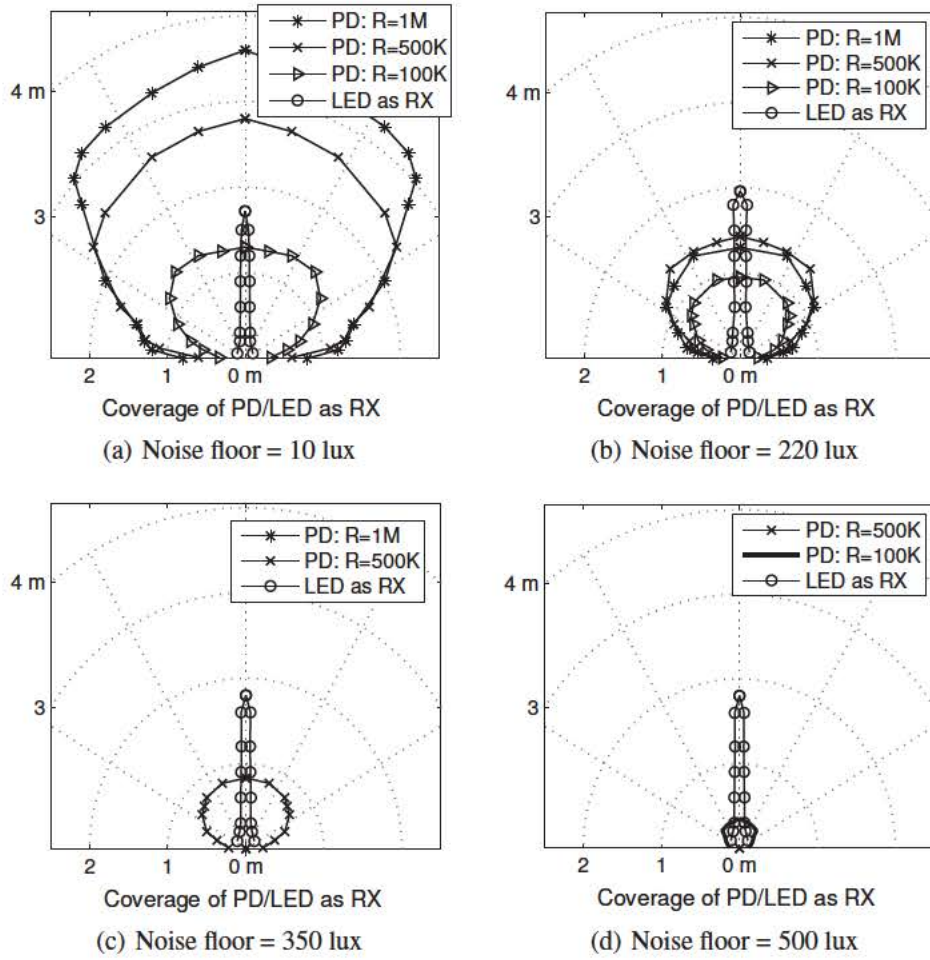 PD: R=1M
PD: R=500K
PD: R=100K
LED as RX
4 m
3
2 1 0 m
Coverage of PD/LED as RX
(a) Noise floor = 10 lux
PD: R=1M
PD: R=500K
PD: R=100K
LED as RX
4 m
3
2 1 0 m
Coverage of PD/LED as RX
(b) Noise floor = 220 lux
PD: R=1M
PD: R=500K
LED as RX
4 m
3
2 1 0 m
Coverage of PD/LED as RX
(c) Noise floor = 350 lux
PD: R=500K
PD: R=100K
LED as RX
4 m
3
2 1 0 m
Coverage of PD/LED as RX
(d) Noise floor = 500 lux